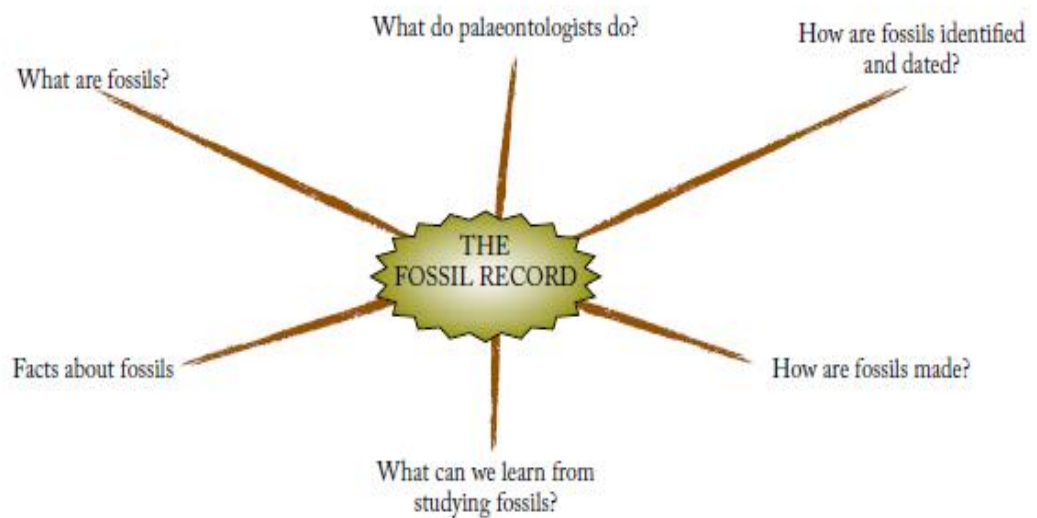 What do palaeontologists do?
How are fossils identified
and dated?
What are fossils?
THE
FOSSIL RECORD
Facts about fossils
How are fossils made?
What can we learn from
studying fossils?